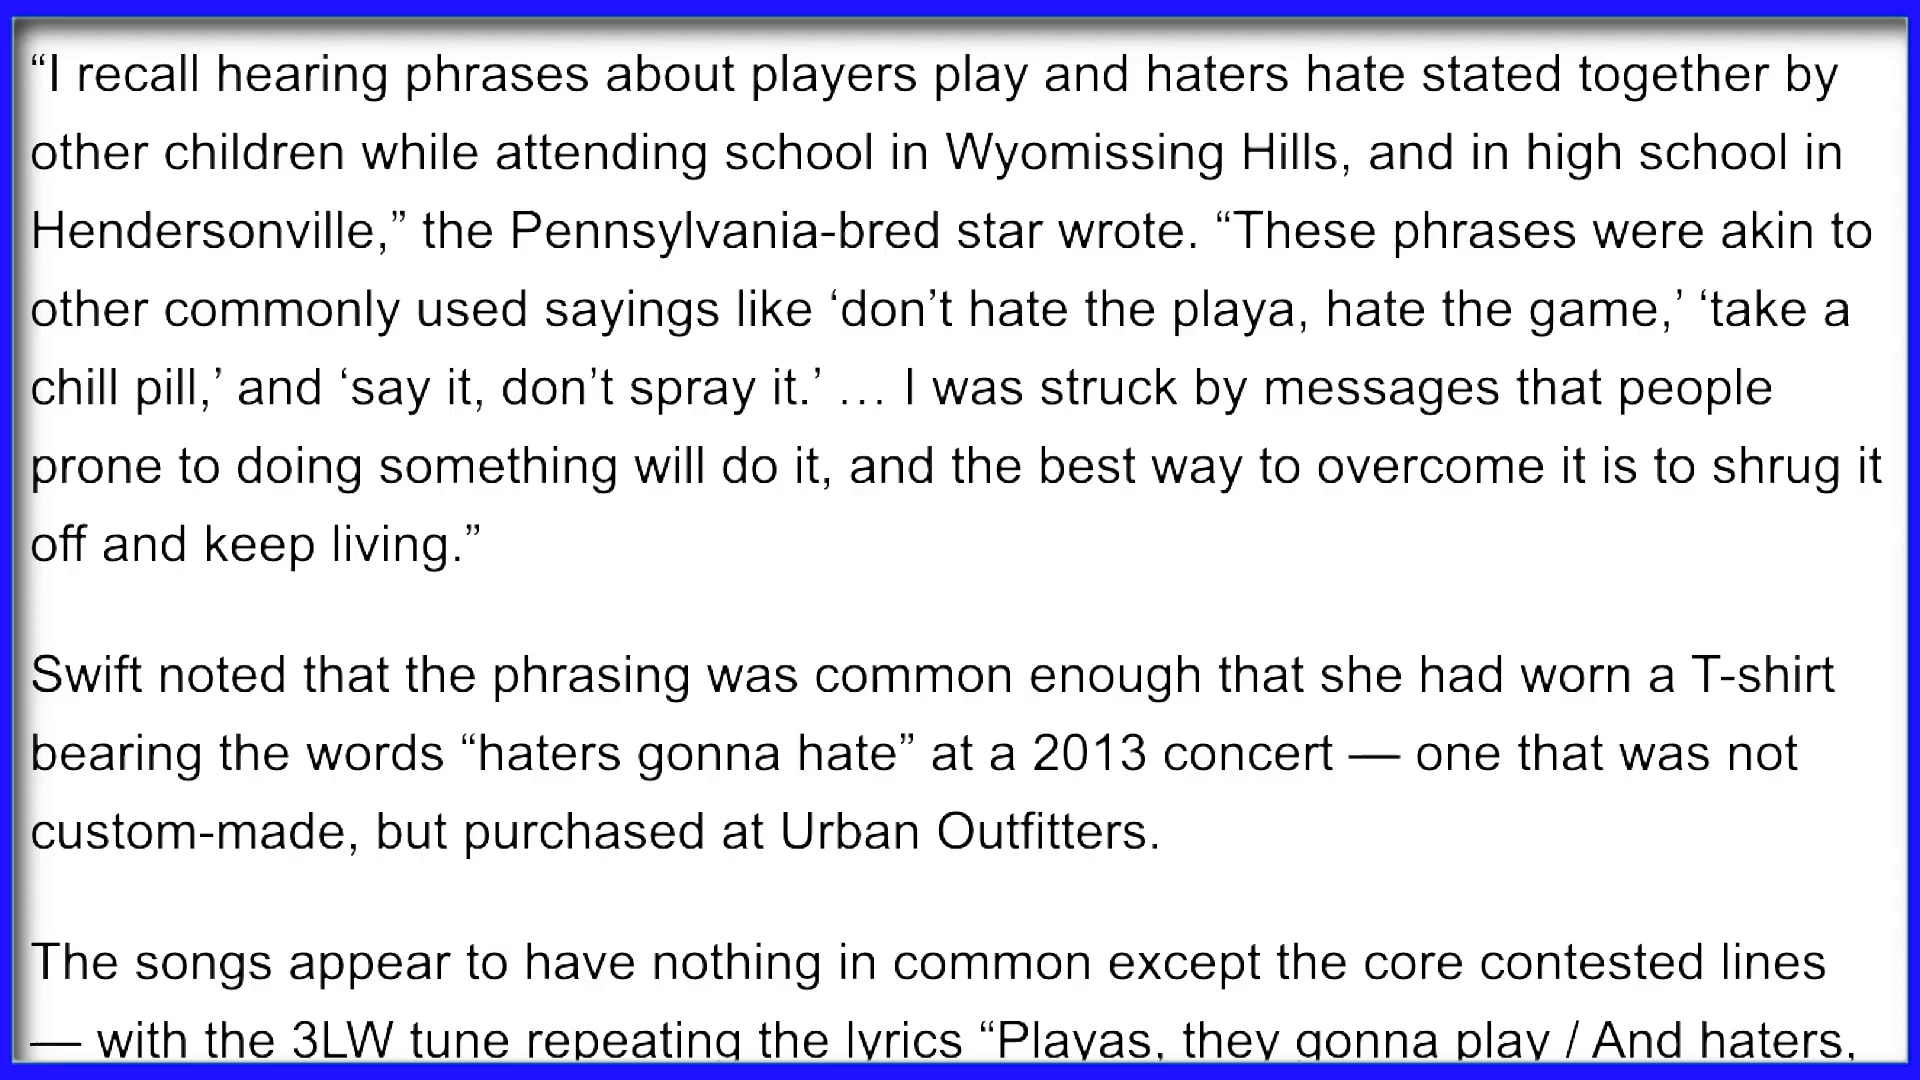 “I recall hearing phrases about players play and haters hate stated together by
other children while attending school in Wyomissing Hills, and in high school in
Hendersonville,” the Pennsylvania-bred star wrote. “These phrases were akin to
other commonly used sayings like ‘don’t hate the playa, hate the game,’ ‘take a
chill pill,’ and ‘say it, don’t spray it.’ … I was struck by messages that people
prone to doing something will do it, and the best way to overcome it is to shrug it
off and keep living.”
Swift noted that the phrasing was common enough that she had worn a T-shirt
bearing the words “haters gonna hate” at a 2013 concert — one that was not
custom-made, but purchased at Urban Outfitters.
The songs appear to have nothing in common except the core contested lines
— with the 3LW tune repeating the lyrics “Playas, they gonna play / And haters,